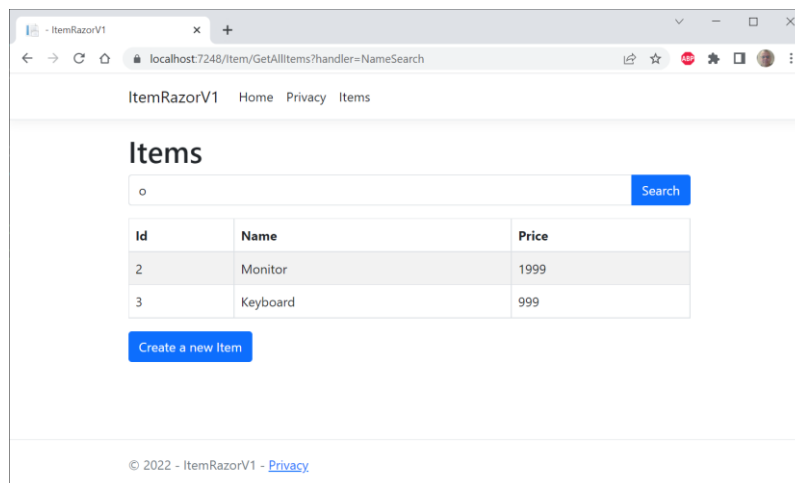 - ItemRazorV1
localhost:7248/Item/GetAllItems?handler=NameSearch
ABP
ItemRazorV1 Home Privacy Items
Items
o Search
Id Name Price
2 Monitor 1999
3 Keyboard 999
Create a new Item
© 2022 - ItemRazorV1 - Privacy